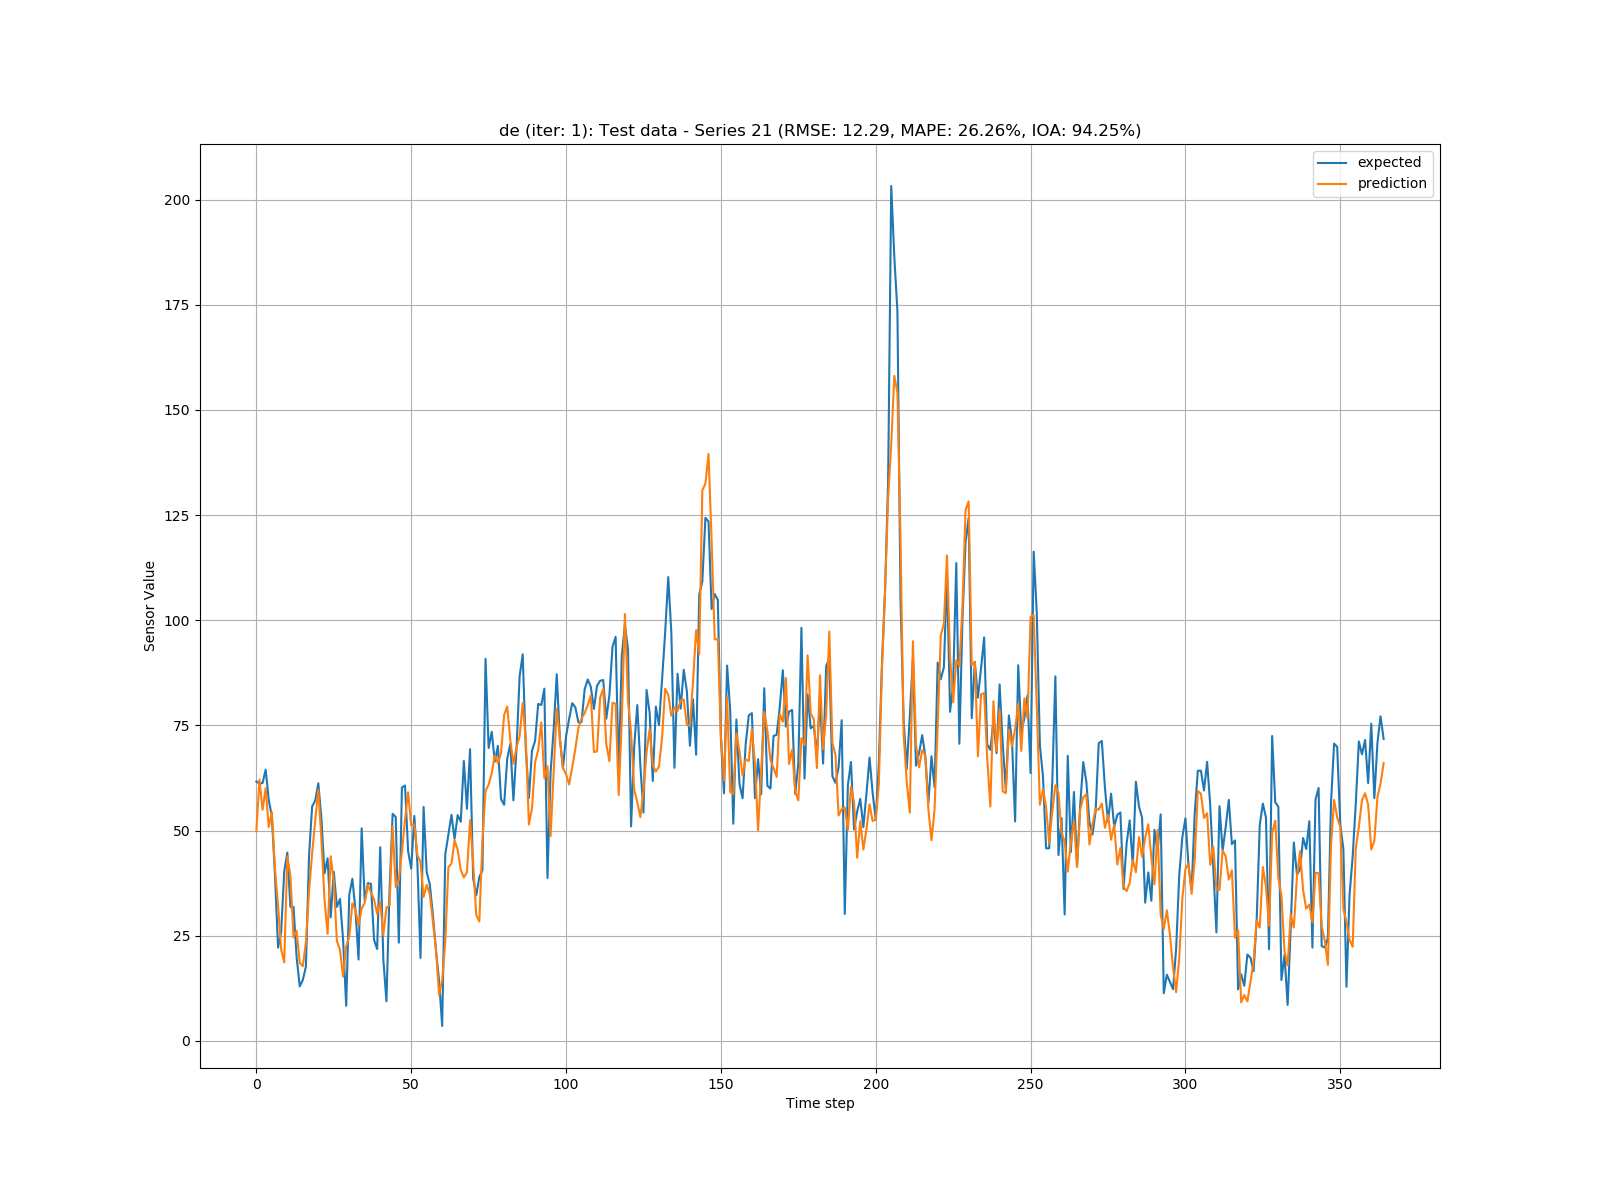 de (iter: 1): Test data - Series 21 (RMSE: 12.29, MAPE: 26.26%, IOA: 94.25%)
expected
prediction
200
175
150
125
100
75
50
25
0
Sensor Value
0 50 100 150 200 250 300 350
Time step